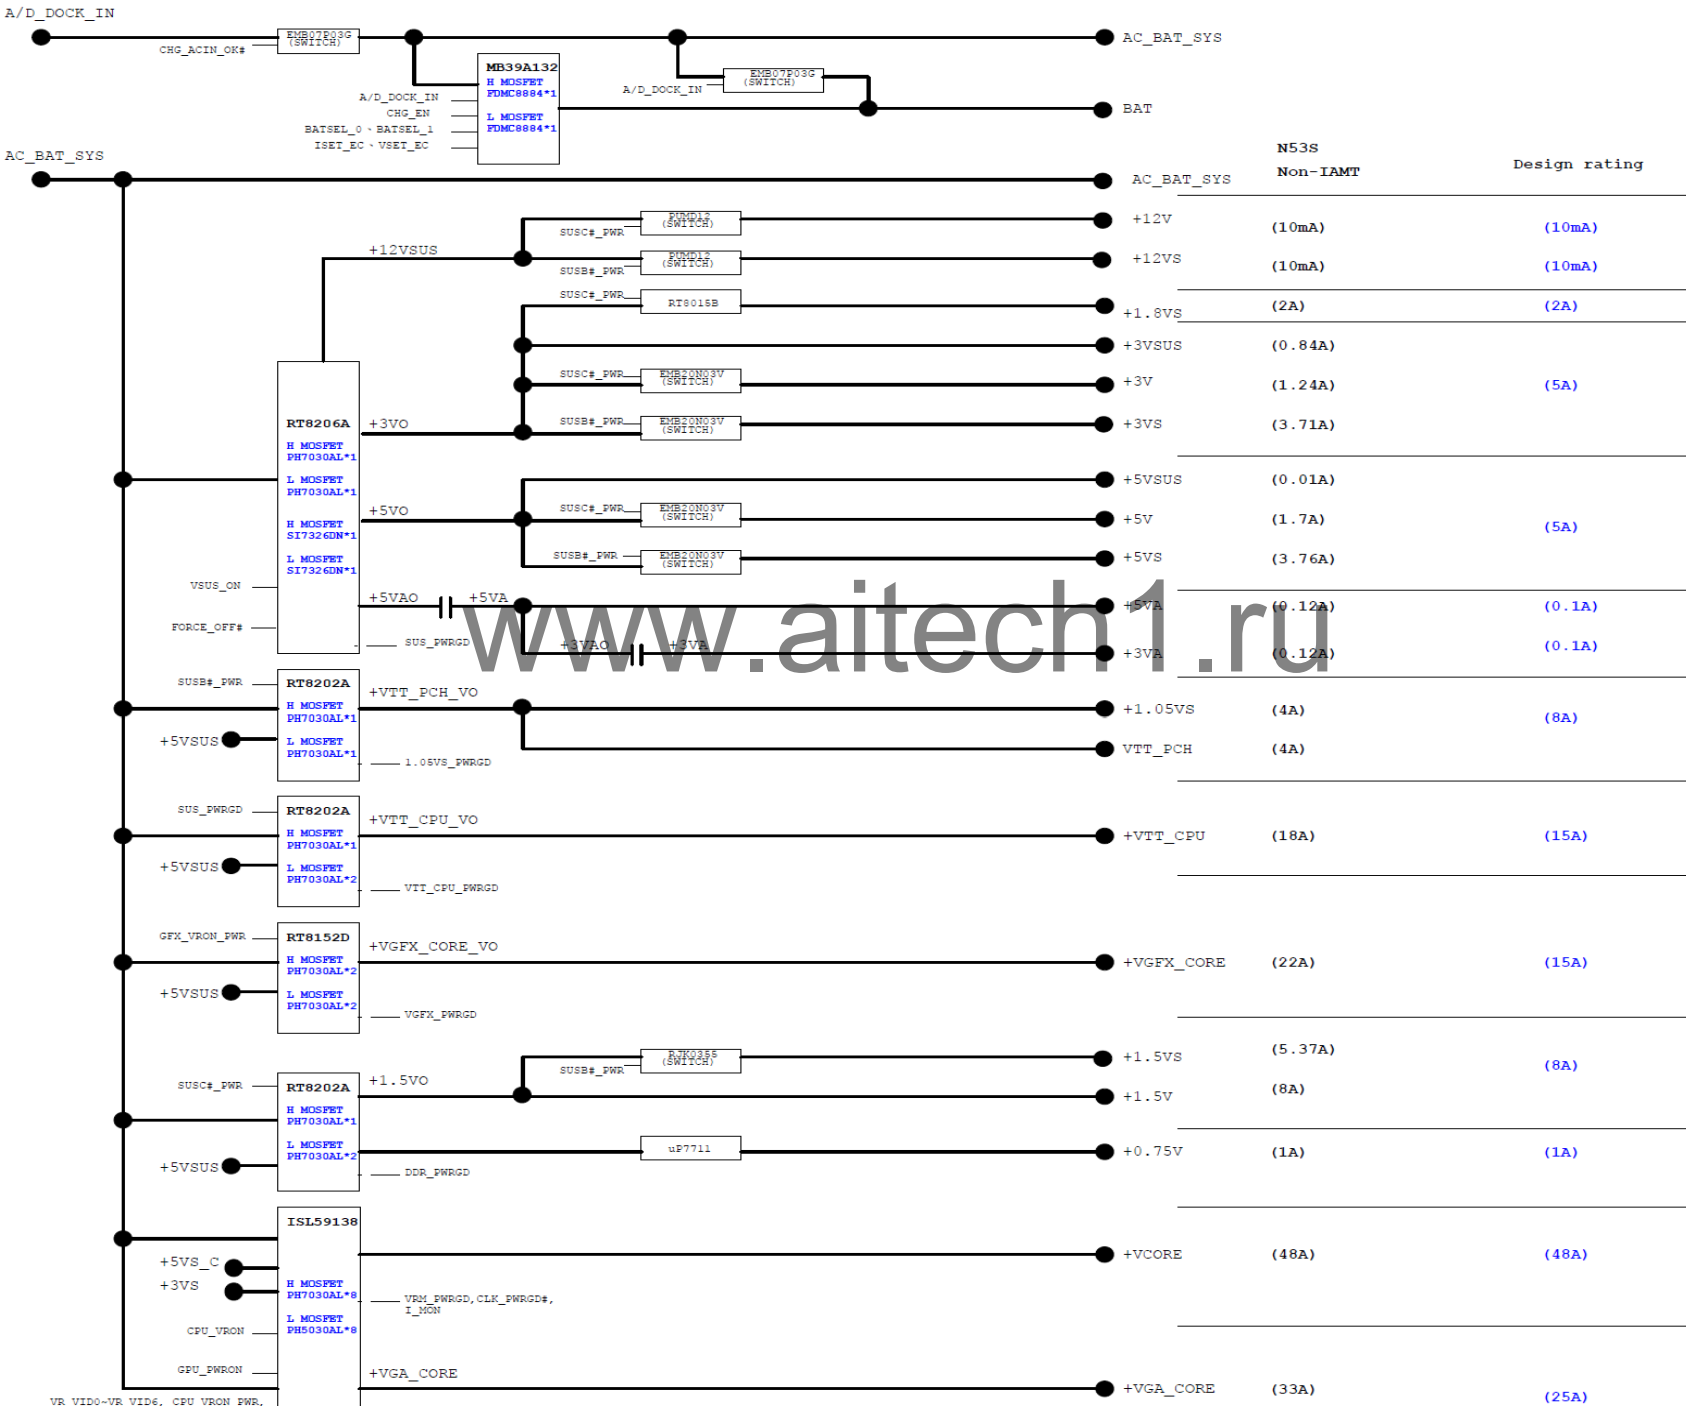 A/D_DOCK_IN
CHG_ACIN_OK#
EMB07P03G
(SWITCH)
AC_BAT_SYS
MB39A132
H MOSFET
FDMC8884*1
L MOSFET
FDMC8884*1
A/D_DOCK_IN
CHG_EN
BATSEL_0、BATSEL_1
ISET_EC、VSET_EC
A/D_DOCK_IN
EMB07P03G
(SWITCH)
BAT
N53S
Non-IAMT
Design rating
AC_BAT_SYS
AC_BAT_SYS
+12VSUS
SUSC#_PWR
PUMD12
(SWITCH)
+12V
(10mA)
(10mA)
SUSB#_PWR
PUMD12
(SWITCH)
+12VS
(10mA)
(10mA)
SUSC#_PWR
RT8015B
+1.8VS
(2A)
(2A)
+3VSUS
(0.84A)
SUSC#_PWR
EMB20N03V
(SWITCH)
+3V
(1.24A)
(5A)
RT8206A
H MOSFET
PH7030AL*1
L MOSFET
PH7030AL*1
H MOSFET
SI7326DN*1
L MOSFET
SI7326DN*1
+3VO
SUSB#_PWR
EMB20N03V
(SWITCH)
+3VS
(3.71A)
+5VSUS
(0.01A)
+5VO
SUSC#_PWR
EMB20N03V
(SWITCH)
+5V
(1.7A)
(5A)
SUSB#_PWR
EMB20N03V
(SWITCH)
+5VS
(3.76A)
VSUS_ON
FORCE_OFF#
+5VAO
+5VA
+5VA
(0.12A)
(0.1A)
SUS_PWRGD
+3VAO
+3VA
+3VA
(0.12A)
(0.1A)
www.aitech1.ru
SUSB#_PWR
RT8202A
H MOSFET
PH7030AL*1
L MOSFET
PH7030AL*1
+5VSUS
+VTT_PCH_VO
1.05VS_PWRGD
+1.05VS
(4A)
(8A)
VTT_PCH
(4A)
SUS_PWRGD
RT8202A
H MOSFET
PH7030AL*1
L MOSFET
PH7030AL*2
+5VSUS
+VTT_CPU_VO
VTT_CPU_PWRGD
+VTT_CPU
(18A)
(15A)
GFX_VRON_PWR
RT8152D
H MOSFET
PH7030AL*2
L MOSFET
PH7030AL*2
+5VSUS
+VGFX_CORE_VO
VGFX_PWRGD
+VGFX_CORE
(22A)
(15A)
SUSC#_PWR
RT8202A
H MOSFET
PH7030AL*1
L MOSFET
PH7030AL*2
+5VSUS
+1.5VO
SUSB#_PWR
RJK0355
(SWITCH)
+1.5VS
(5.37A)
(8A)
+1.5V
(8A)
uP7711
+0.75V
(1A)
(1A)
DDR_PWRGD
ISL59138
H MOSFET
PH7030AL*8
L MOSFET
PH5030AL*8
+5VS_C
+3VS
+VCORE
(48A)
(48A)
VRM_PWRGD,CLK_PWRGD#,
I_MON
CPU_VRON
GPU_PWRON
+VGA_CORE
+VGA_CORE
(33A)
(25A)
VR_VID0~VR_VID6, CPU_VRON_PWR,